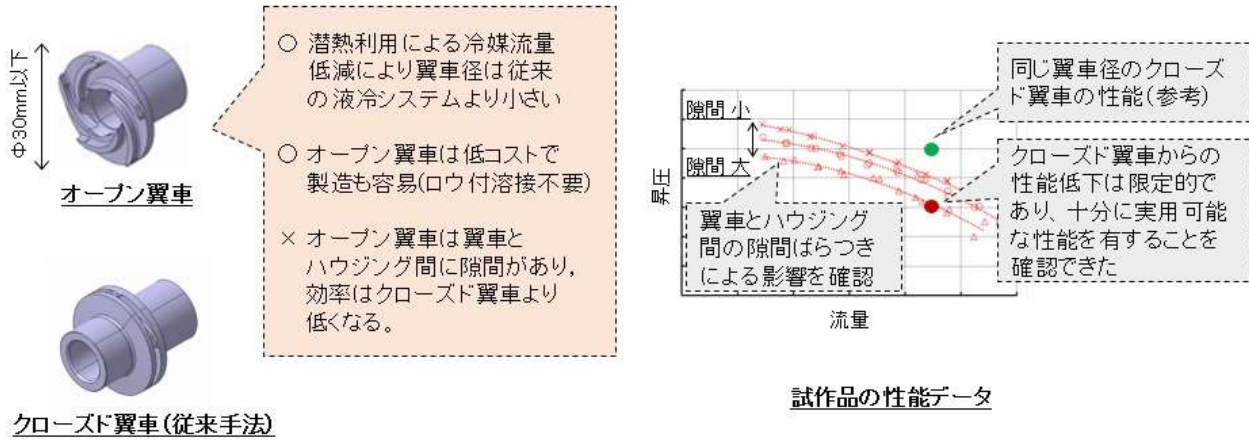 Φ30mm以下
オープン翼車
クローズド翼車(従来手法)
○ 潜熱利用による冷媒流量
低減により翼車径は従来
の液冷システムより小さい
○ オープン翼車は低コストで
製造も容易(ロウ付溶接不要)
× オープン翼車は翼車と
ハウジング間に隙間があり,
効率はクローズド翼車より
低くなる。
昇圧
隙間 小
隙間 大
翼車とハウジング
間の隙間ばらつき
による影響を確認
同じ翼車径のクローズ
ド翼車の性能(参考)
クローズド翼車からの
性能低下は限定的で
あり、十分に実用可能
な性能を有することを
確認できた
流量
試作品の性能データ